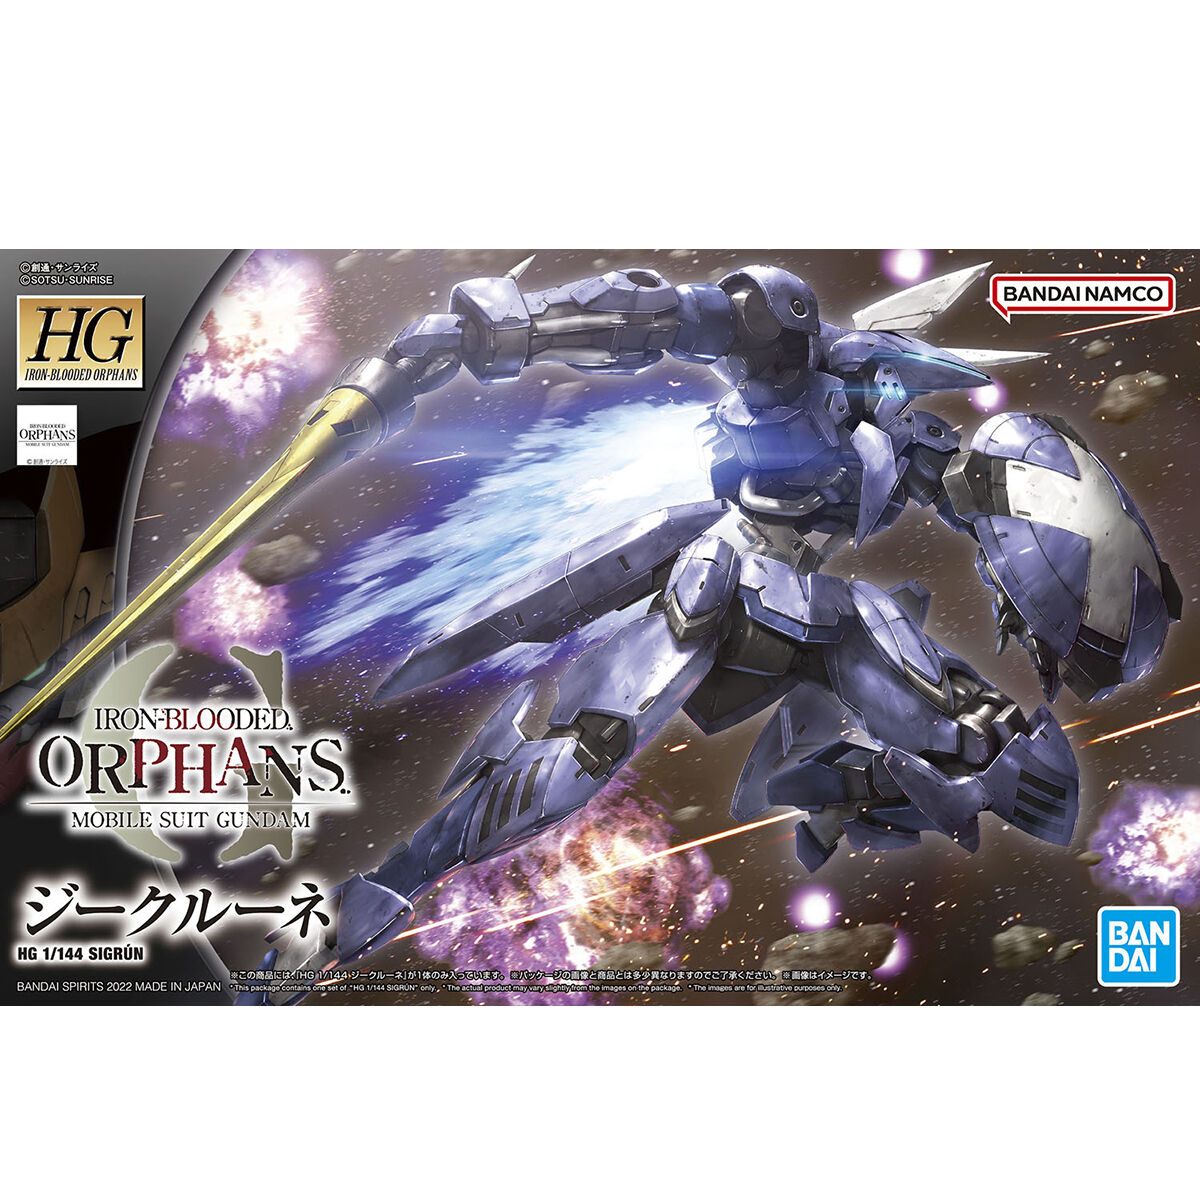 ©創通・サンライズ
©SOTSU・SUNRISE
HG
IRON-BLOODED ORPHANS
IRON-BLOODED
ORPHANS
MOBILE SUIT GUNDAM
©創通・サンライズ
BANDAI NAMCO
G
IRON-BLOODED
ORPHANS
MOBILE SUIT GUNDAM
ジークルーネ
HG 1/144 SIGRÚN
※この商品には、「HG 1/144 ジークルーネ」が1体のみ入っています。 ※パッケージの画像と商品とは多少異なりますのでご了承ください。 ※画像はイメージです。
BANDAI SPIRITS 2022 MADE IN JAPAN
*This package contains one set of "HG 1/144 SIGRÚN" only. *The actual product may vary slightly from the images on the package. *The images are for illustrative purposes only.
BAN
DAI